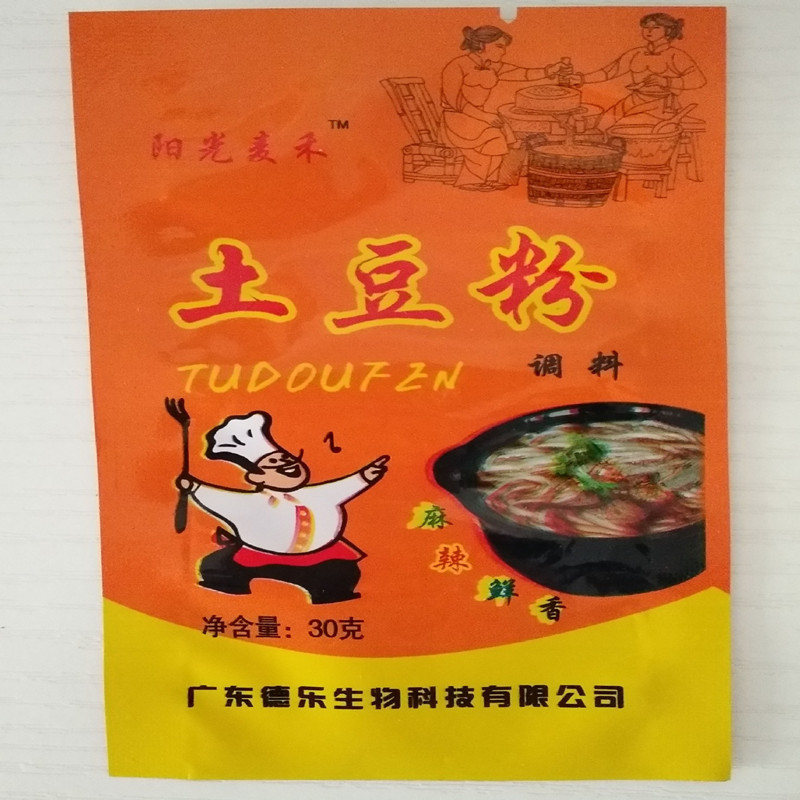 阳光麦禾™
土豆粉
TUDOUFZN
调料
麻辣鲜香
净含量：30克
广东德乐生物科技有限公司